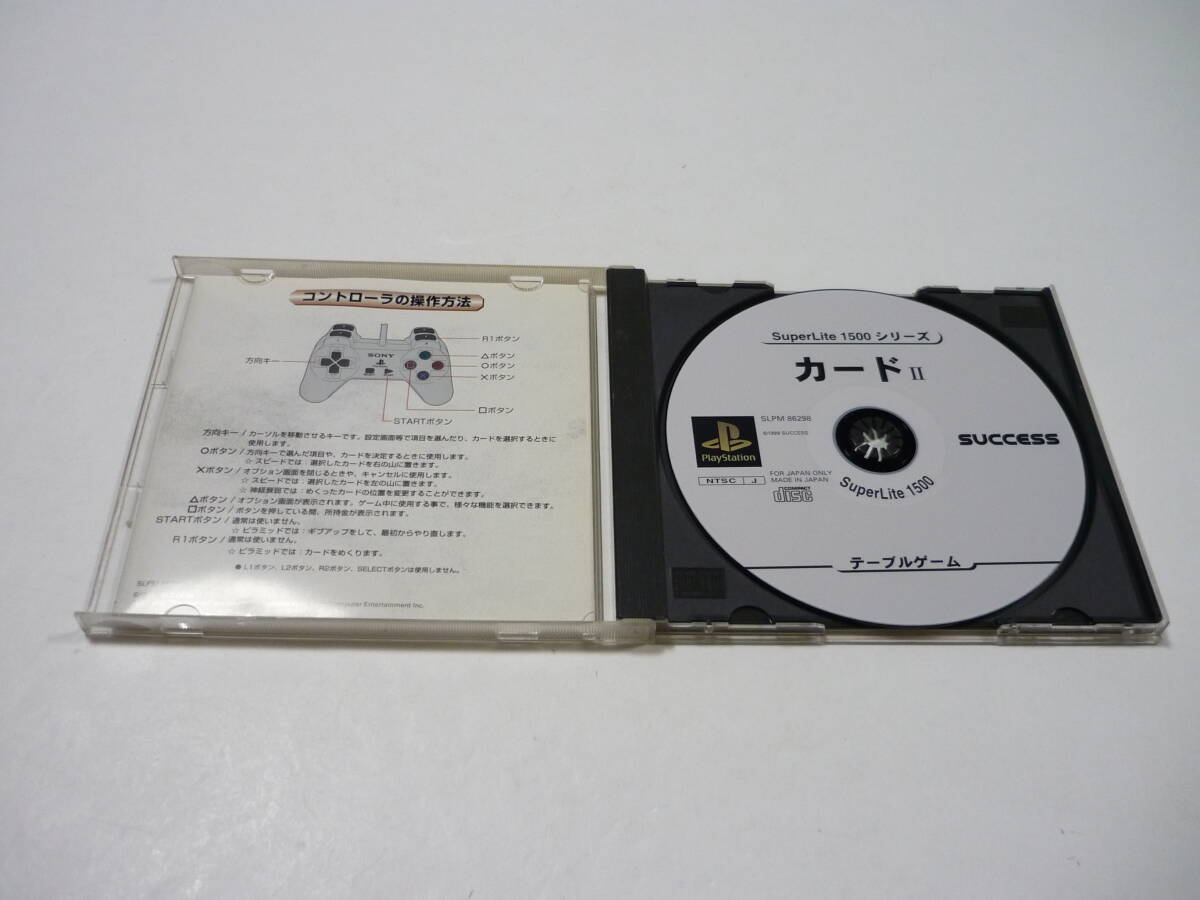 コントローラの操作方法
R1ボタン
方向キー
SONY
△ボタン
○ボタン
×ボタン
□ボタン
STARTボタン
方向キー / カーソルを移動させるキーです。設定画面等で項目を選んだり、カードを選択するときに
使用します。
○ボタン / 方向キーで選んだ項目や、カードを決定するときに使用します。
☆ スピードでは：選択したカードを右の山に置きます。
×ボタン / オプション画面を閉じるときや、キャンセルに使用します。
☆ スピードでは：選択したカードを左の山に置きます。
☆ 神経衰弱では：めくったカードの位置を変更することができます。
△ボタン / オプション画面が表示されます。ゲーム中に使用する事で、様々な機能を選択できます。
□ボタン / ボタンを押している間、所持金が表示されます。
STARTボタン / 通常は使いません。
☆ ピラミッドでは：ギブアップをして、最初からやり直します。
R1ボタン / 通常は使いません。
☆ ピラミッドでは：カードをめくります。
● L1ボタン、L2ボタン、R2ボタン、SELECTボタンは使用しません。
Computer Entertainment Inc.
SuperLite 1500 シリーズ
カード II
SLPM 86298
©1999 SUCCESS
SUCCESS
PlayStation
NTSC J
FOR JAPAN ONLY
MADE IN JAPAN
COMPACT
disc
SuperLite 1500
テーブルゲーム